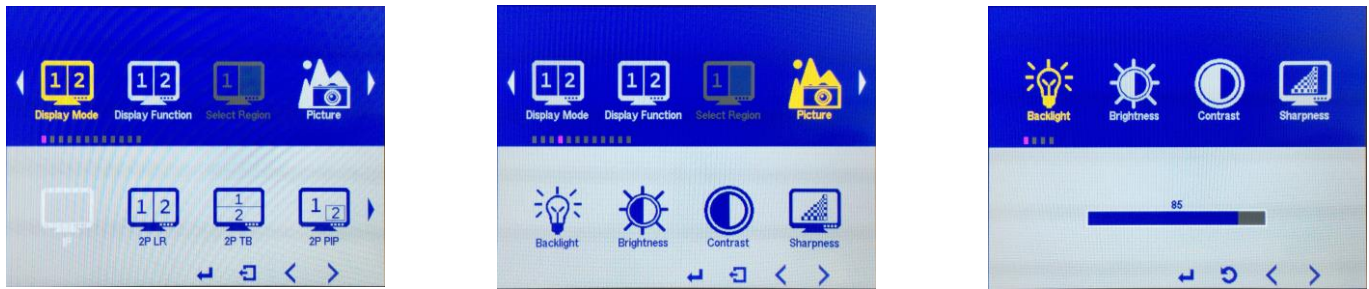 1 2
1 2
1
Display Mode
Display Function
Select Region
Picture
1 2
1
2
1 2
2P LR
2P TB
2P PIP
1 2
1 2
1
Display Mode
Display Function
Select Region
Picture
Backlight
Brightness
Contrast
Sharpness
Backlight
Brightness
Contrast
Sharpness
85